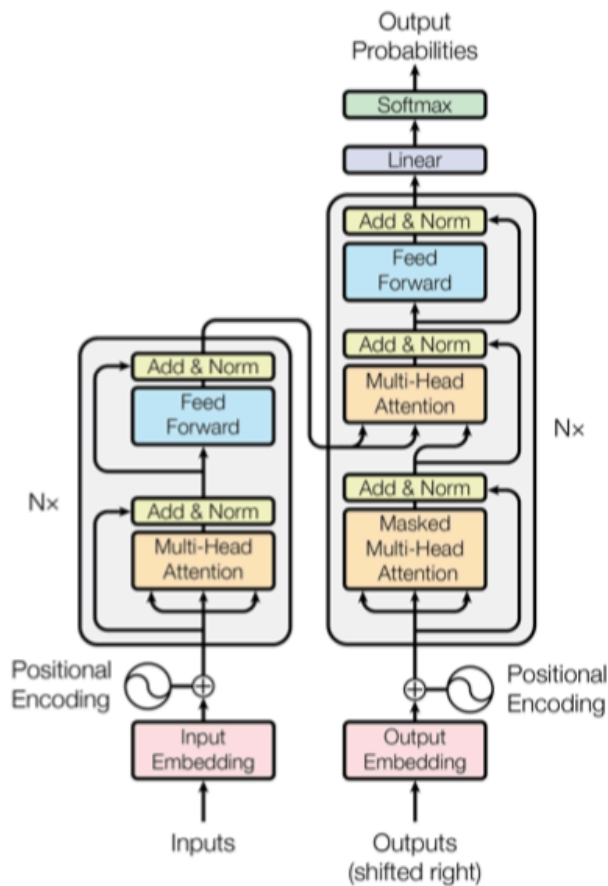 Output
Probabilities
Softmax
Linear
Add & Norm
Feed
Forward
Add & Norm
Multi-Head
Attention
Add & Norm
Masked
Multi-Head
Attention
N×
Add & Norm
Feed
Forward
Add & Norm
Multi-Head
Attention
N×
Positional
Encoding
Positional
Encoding
Input
Embedding
Output
Embedding
Inputs
Outputs
(shifted right)